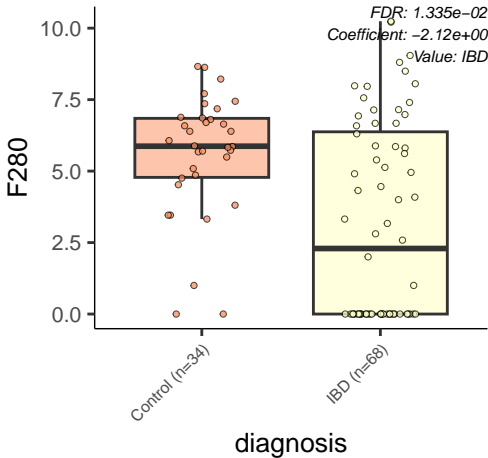 FDR: 1.335e−02
Coefficient: −2.12e+00
Value: IBD
10.0
7.5
5.0
2.5
0.0
F280
Control (n=34)
IBD (n=68)
diagnosis